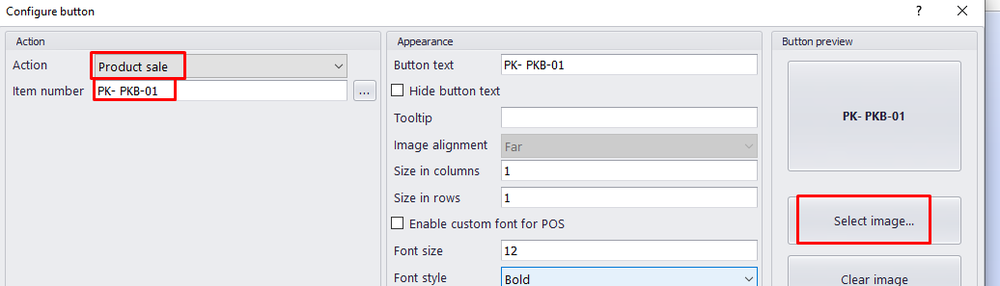 Configure button
?
Action
Action
Product sale
Item number
PK- PKB-01
...
Appearance
Button text
PK- PKB-01
Hide button text
Tooltip
Image alignment
Far
Size in columns
1
Size in rows
1
Enable custom font for POS
Font size
12
Font style
Bold
Button preview
PK- PKB-01
Select image...
Clear image